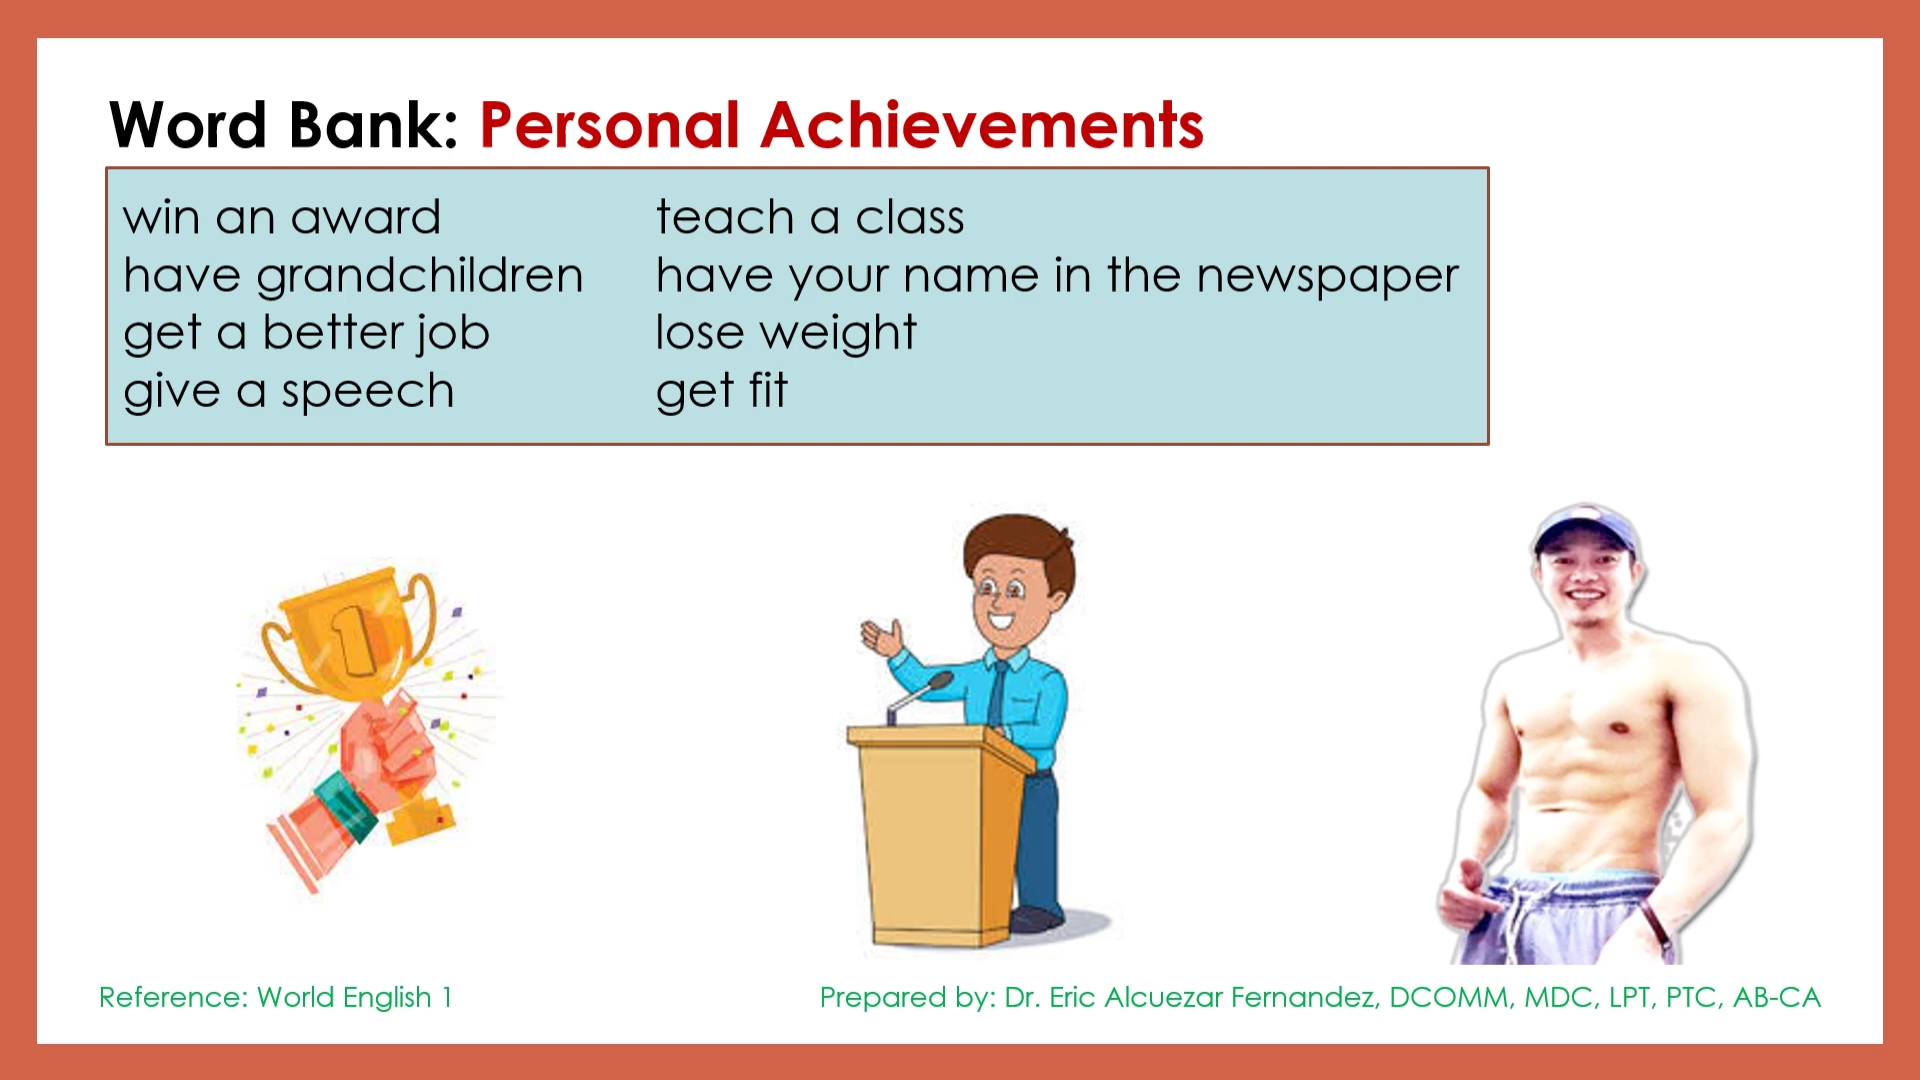 Word Bank: Personal Achievements
win an award
have grandchildren
get a better job
give a speech
teach a class
have your name in the newspaper
lose weight
get fit
1
Reference: World English 1
Prepared by: Dr. Eric Alcuezar Fernandez, DCOMM, MDC, LPT, PTC, AB-CA